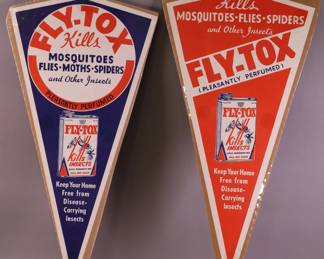 FLY-TOX
Kills
MOSQUITOES
FLIES-MOTHS-SPIDERS
and Other Insects
PLEASANTLY PERFUMED
FLY-TOX
Kills
INSECTS
Keep Your Home
Free from
Disease-
Carrying
Insects
Kills
MOSQUITOES-FLIES-SPIDERS
and Other Insects
FLY-TOX
(PLEASANTLY PERFUMED)
FLY-TOX
Kills
INSECTS
Keep Your Home
Free from
Disease-
Carrying
Insects